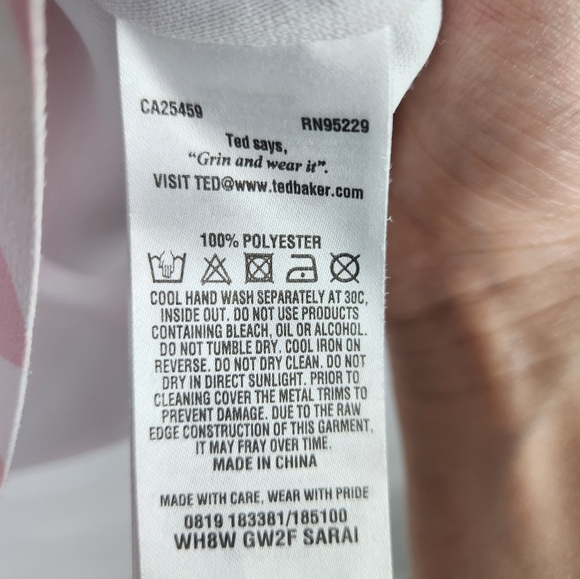 CA25459
RN95229
Ted says,
"Grin and wear it".
VISIT TED@www.tedbaker.com
100% POLYESTER
COOL HAND WASH SEPARATELY AT 30C,
INSIDE OUT. DO NOT USE PRODUCTS
CONTAINING BLEACH, OIL OR ALCOHOL.
DO NOT TUMBLE DRY. COOL IRON ON
REVERSE. DO NOT DRY CLEAN. DO NOT
DRY IN DIRECT SUNLIGHT. PRIOR TO
CLEANING COVER THE METAL TRIMS TO
PREVENT DAMAGE. DUE TO THE RAW
EDGE CONSTRUCTION OF THIS GARMENT,
IT MAY FRAY OVER TIME.
MADE IN CHINA
MADE WITH CARE, WEAR WITH PRIDE
0819 183381/185100
WH8W GW2F SARAI